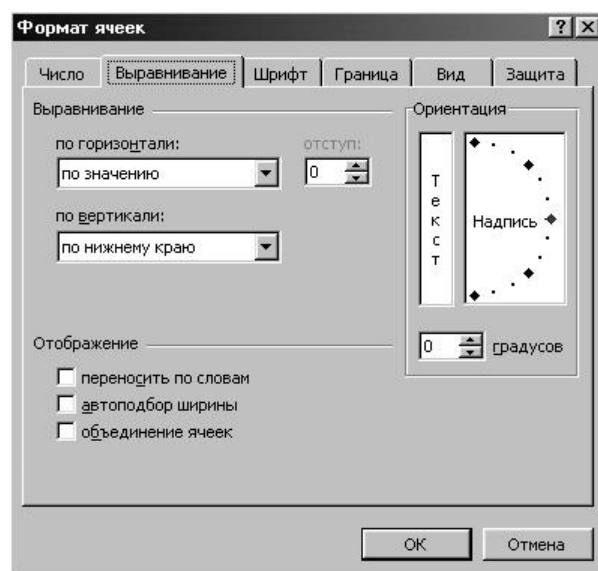 Формат ячеек
Число Выравнивание Шрифт Граница Вид Защита
Выравнивание
по горизонтали: отступ:
по значению 0
по вертикали:
по нижнему краю
Ориентация
Текст
Надпись
0 градусов
Отображение
переносить по словам
автоподбор ширины
объединение ячеек
ОК Отмена